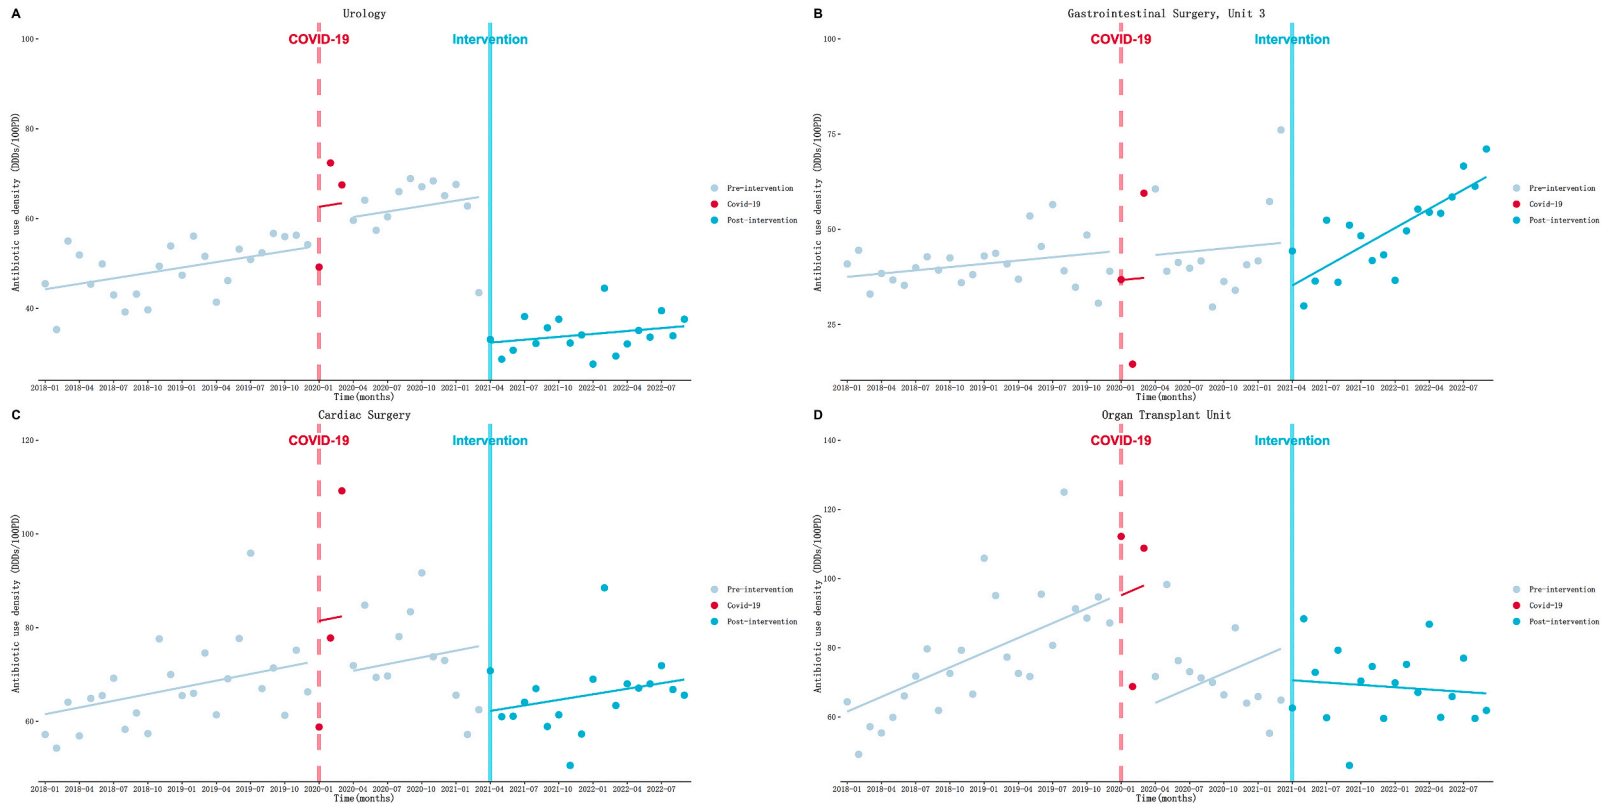 A
Urology
COVID-19
Intervention
Antibiotic use density (DDDs/100PD)
100
80
60
40
2018-01 2018-04 2018-07 2018-10 2019-01 2019-04 2019-07 2019-10 2020-01 2020-04 2020-07 2020-10 2021-01 2021-04 2021-07 2021-10 2022-01 2022-04 2022-07
Time(months)
Pre-intervention
Covid-19
Post-intervention
B
Gastrointestinal Surgery, Unit 3
COVID-19
Intervention
Antibiotic use density (DDDs/100PD)
100
75
50
25
2018-01 2018-04 2018-07 2018-10 2019-01 2019-04 2019-07 2019-10 2020-01 2020-04 2020-07 2020-10 2021-01 2021-04 2021-07 2021-10 2022-01 2022-04 2022-07
Time(months)
Pre-intervention
Covid-19
Post-intervention
C
Cardiac Surgery
COVID-19
Intervention
Antibiotic use density (DDDs/100PD)
120
100
80
60
2018-01 2018-04 2018-07 2018-10 2019-01 2019-04 2019-07 2019-10 2020-01 2020-04 2020-07 2020-10 2021-01 2021-04 2021-07 2021-10 2022-01 2022-04 2022-07
Time(months)
Pre-intervention
Covid-19
Post-intervention
D
Organ Transplant Unit
COVID-19
Intervention
Antibiotic use density (DDDs/100PD)
140
120
100
80
60
2018-01 2018-04 2018-07 2018-10 2019-01 2019-04 2019-07 2019-10 2020-01 2020-04 2020-07 2020-10 2021-01 2021-04 2021-07 2021-10 2022-01 2022-04 2022-07
Time(months)
Pre-intervention
Covid-19
Post-intervention